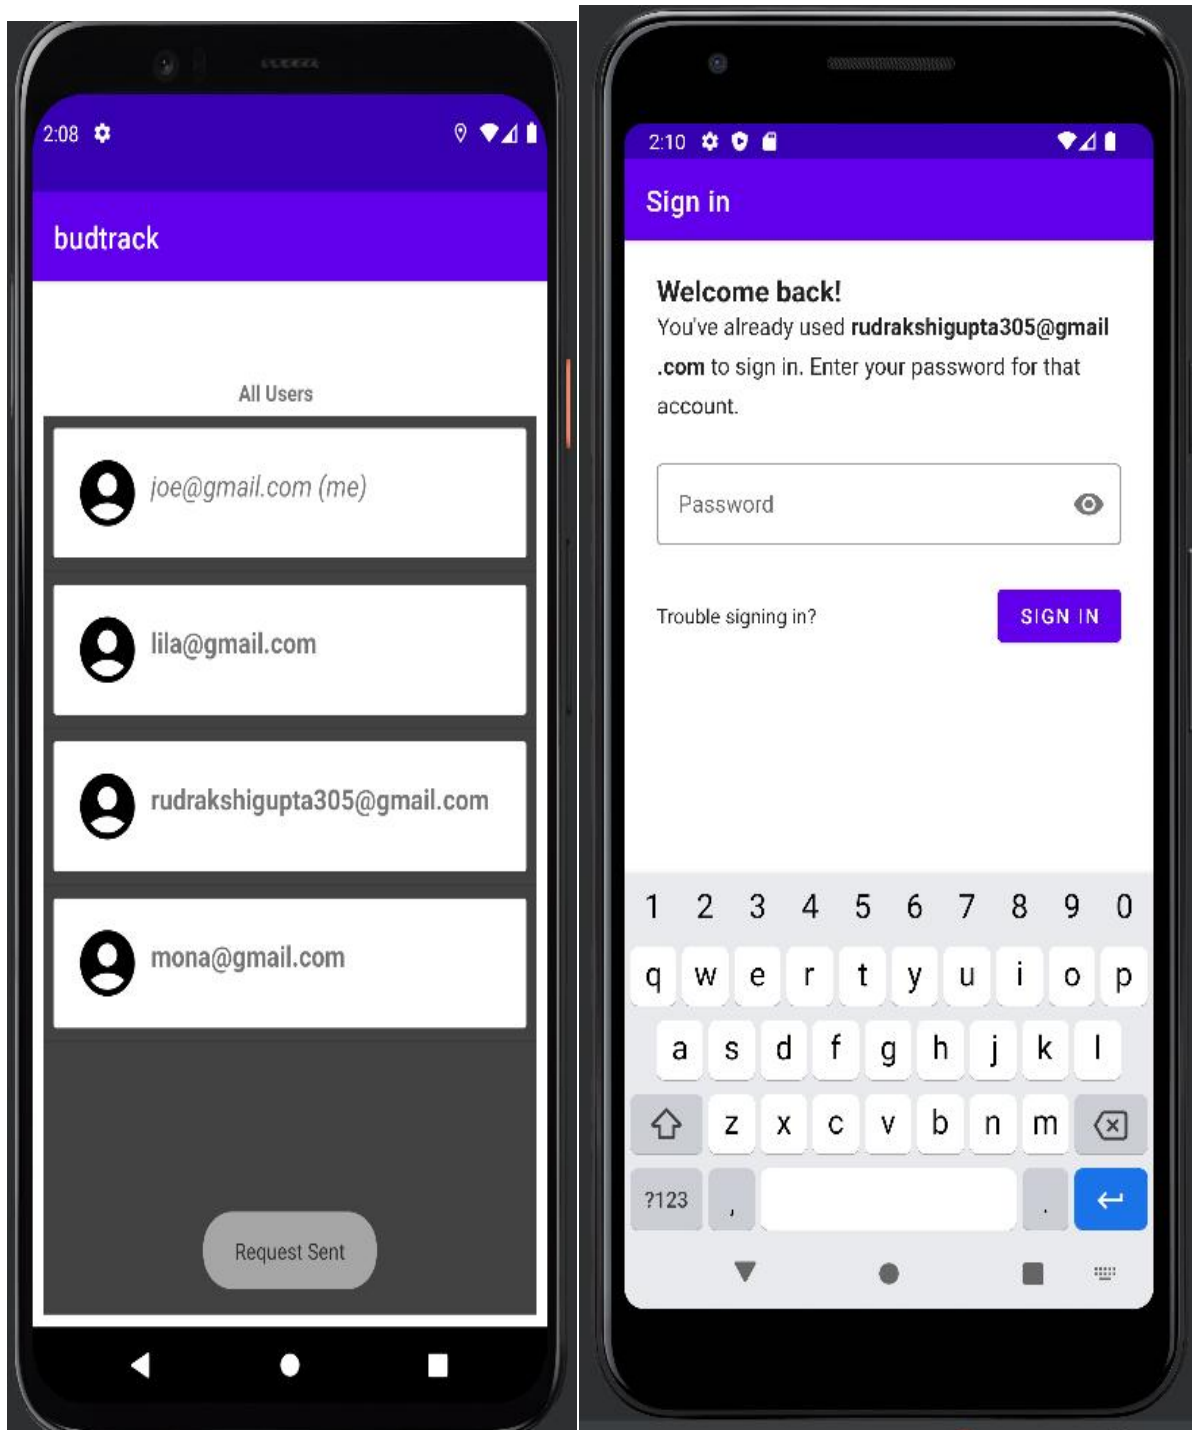 2:08
budtrack
All Users
joe@gmail.com (me)
lila@gmail.com
rudrakshigupta305@gmail.com
mona@gmail.com
Request Sent
2:10
Sign in
Welcome back!
You've already used rudrakshigupta305@gmail
.com to sign in. Enter your password for that
account.
Password
Trouble signing in? SIGN IN
1 2 3 4 5 6 7 8 9 0
q w e r t y u i o p
a s d f g h j k l
z x c v b n m
?123 , .